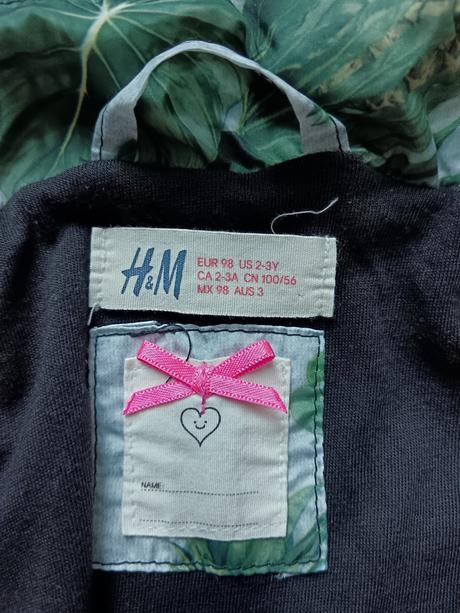 H&M
EUR 98 US 2-3Y
CA 2-3A CN 100/56
MX 98 AUS 3
NAME: